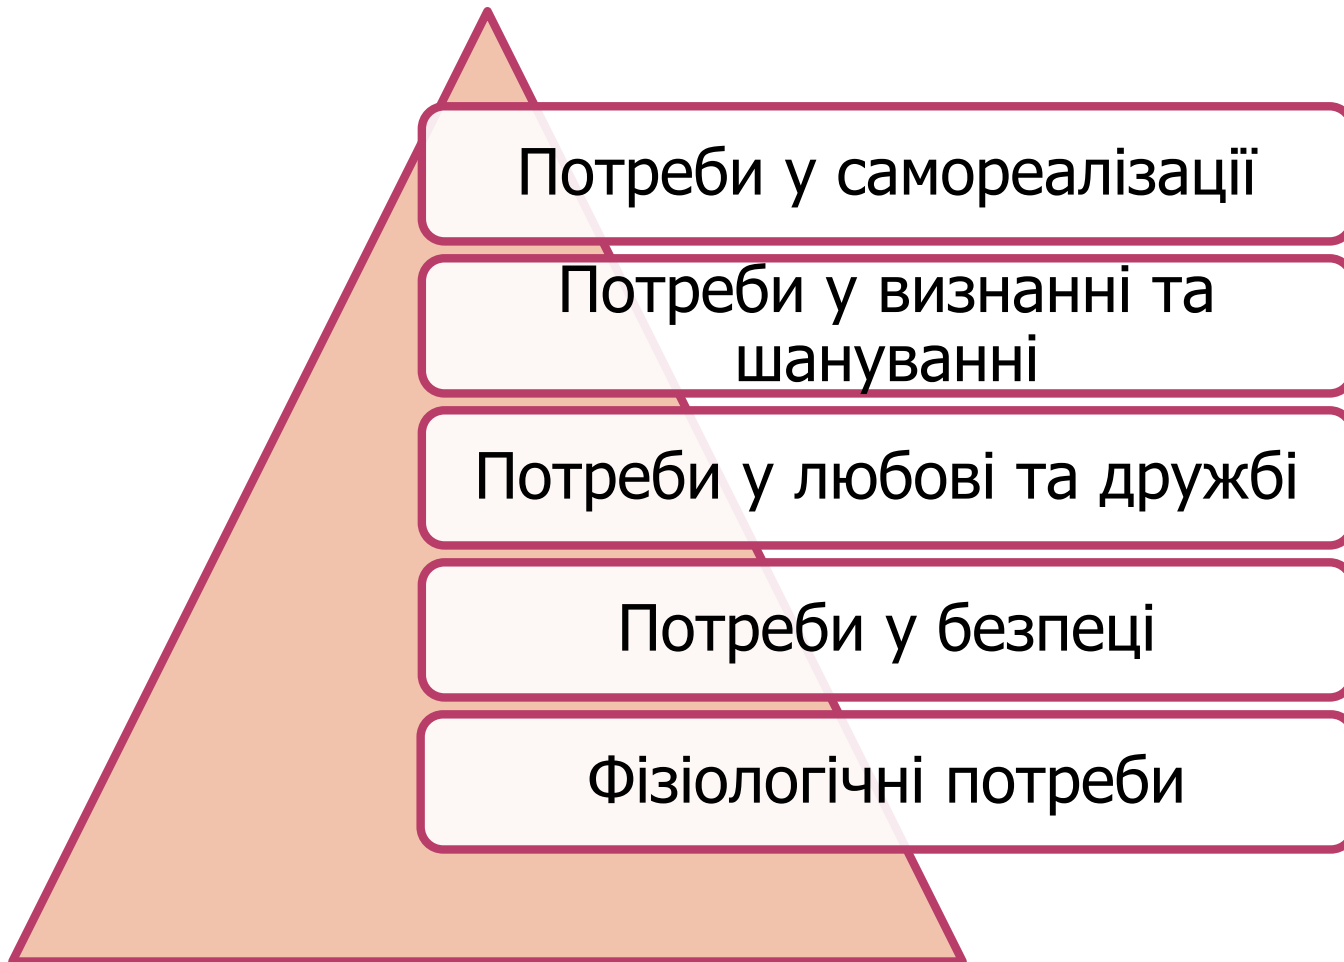 Потреби у самореалізації
Потреби у визнанні та
шануванні
Потреби у любові та дружбі
Потреби у безпеці
Фізіологічні потреби